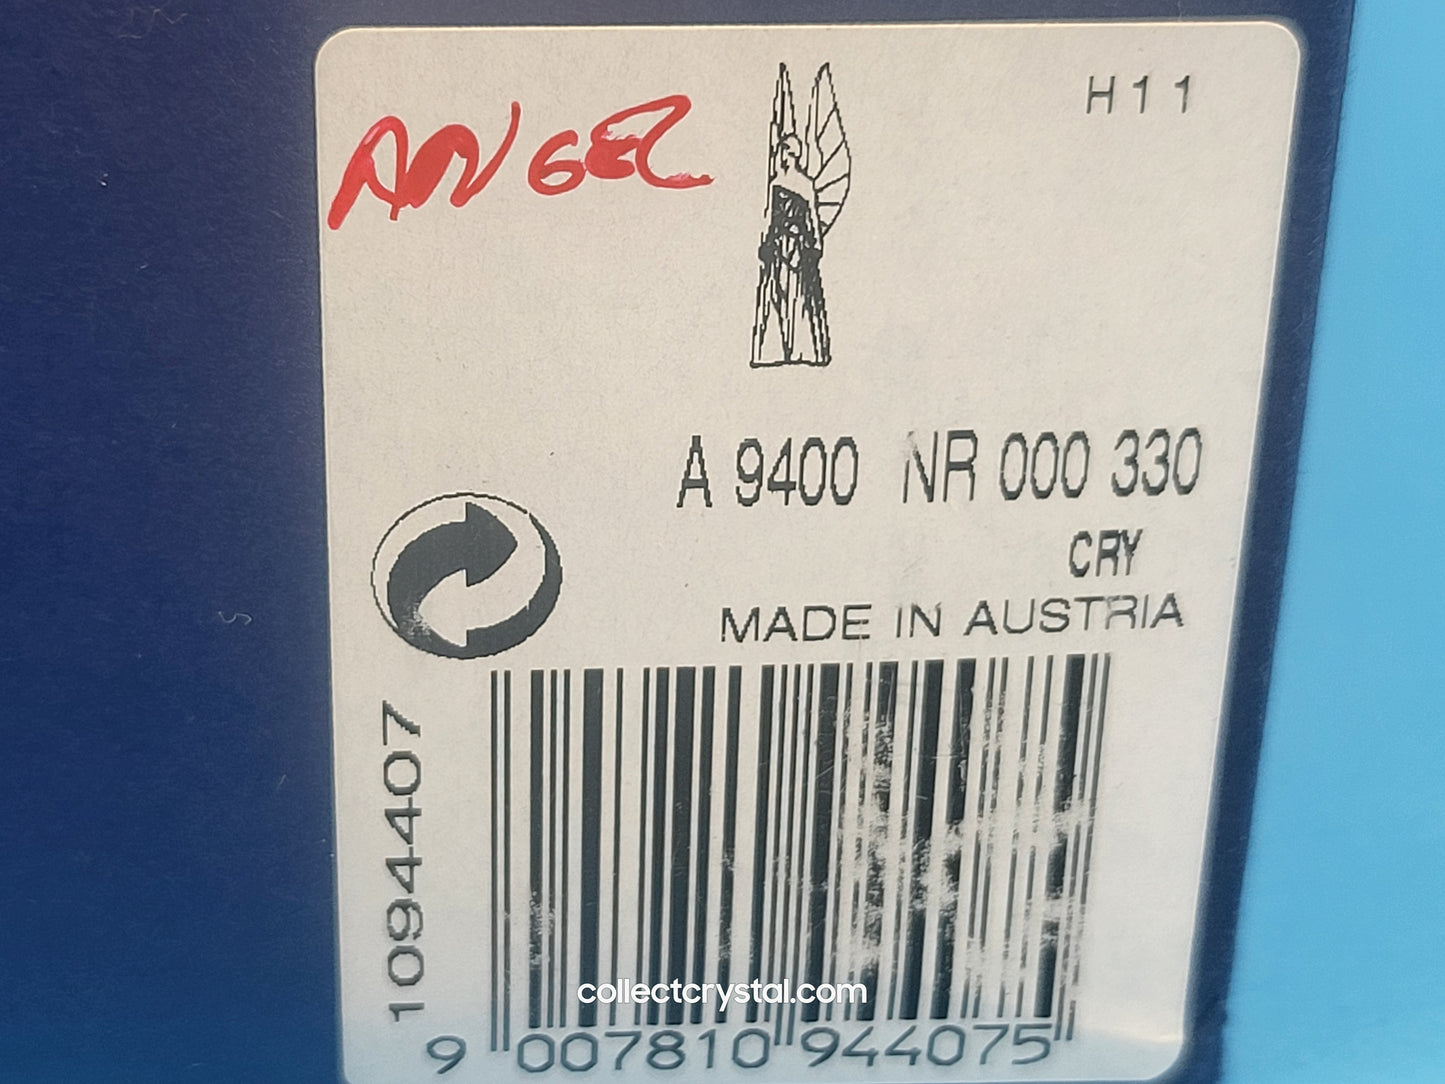 ANGEL
H11
A 9400 NR 000 330
CRY
MADE IN AUSTRIA
1094407
collectcrystal.com
9 007810 944075